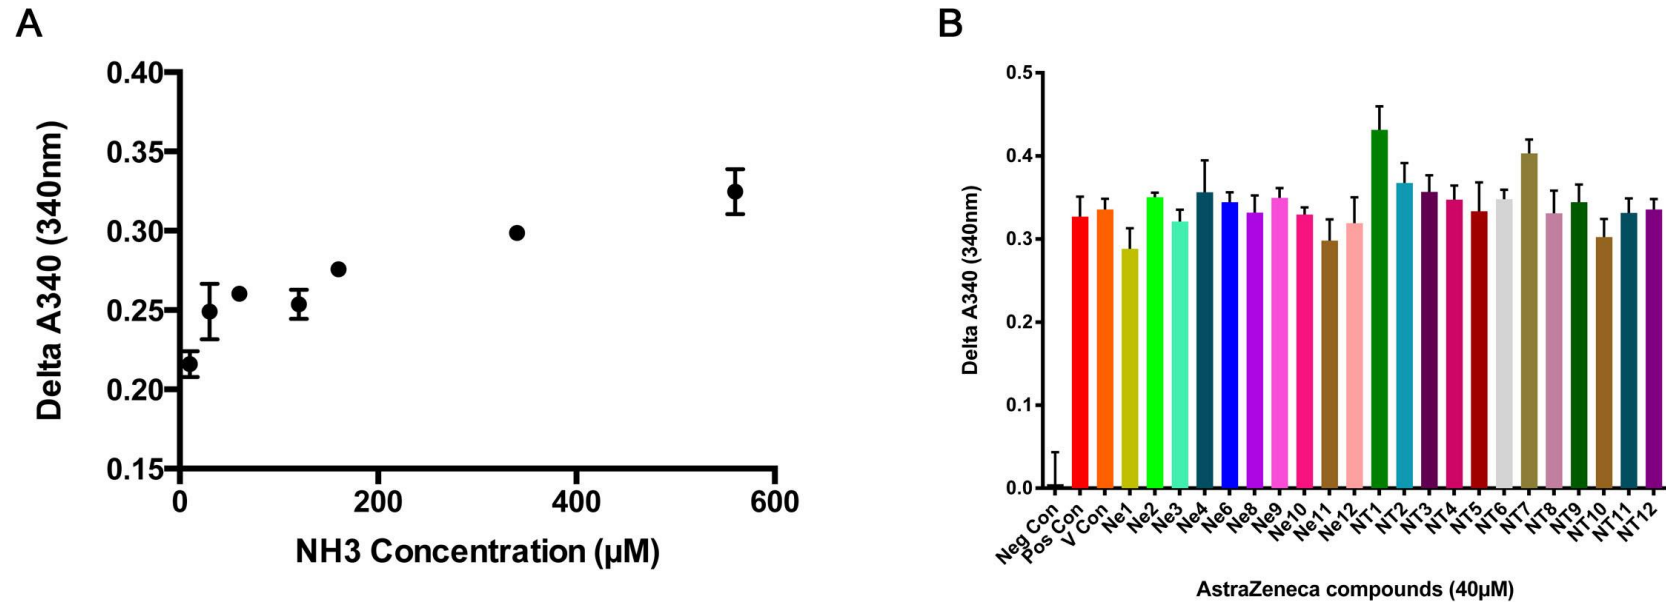 A
0.40
0.35
0.30
0.25
0.20
0.15
0
200
400
600
Delta A340 (340nm)
NH3 Concentration (µM)
B
0.5
0.4
0.3
0.2
0.1
0.0
Delta A340 (340nm)
Neg Con
Pos Con
V Con
Ne1
Ne2
Ne3
Ne4
Ne6
Ne8
Ne9
Ne10
Ne11
Ne12
NT1
NT2
NT3
NT4
NT5
NT6
NT7
NT8
NT9
NT10
NT11
NT12
AstraZeneca compounds (40µM)